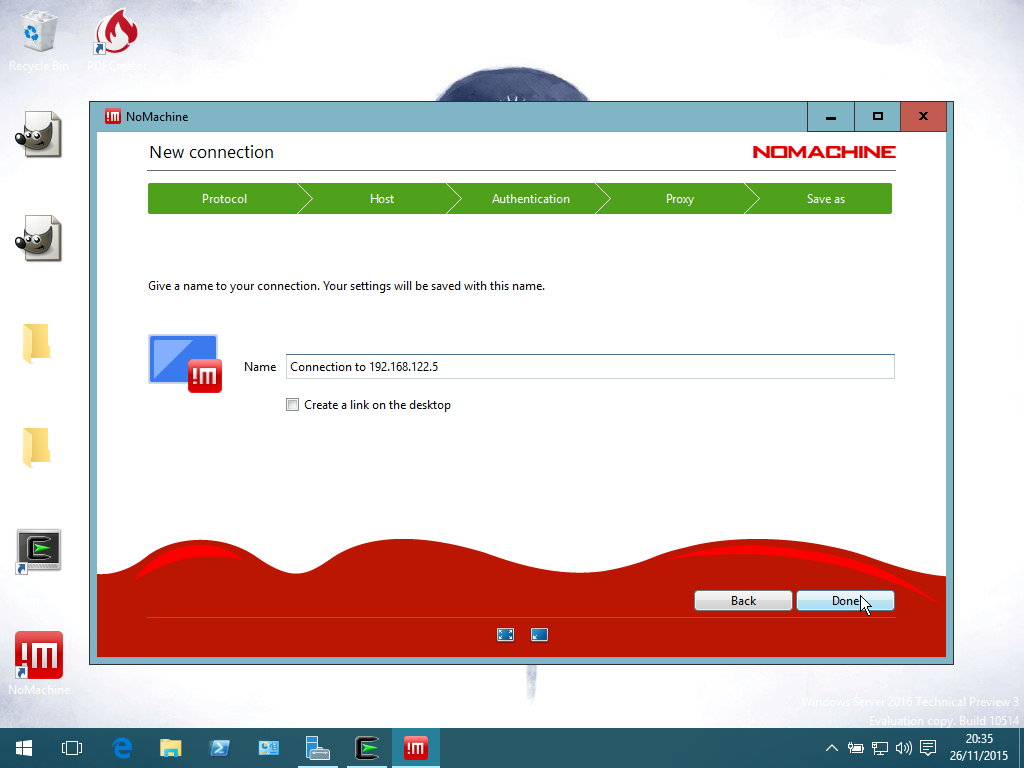 Recycle Bin
PDFCreator
NoMachine
New connection
NOMACHINE
Protocol
Host
Authentication
Proxy
Save as
Give a name to your connection. Your settings will be saved with this name.
!m
Name
Connection to 192.168.122.5
Create a link on the desktop
Back
Done
!m
NoMachine
Windows Server 2016 Technical Preview 3
Evaluation copy. Build 10514
!m
20:35
26/11/2015